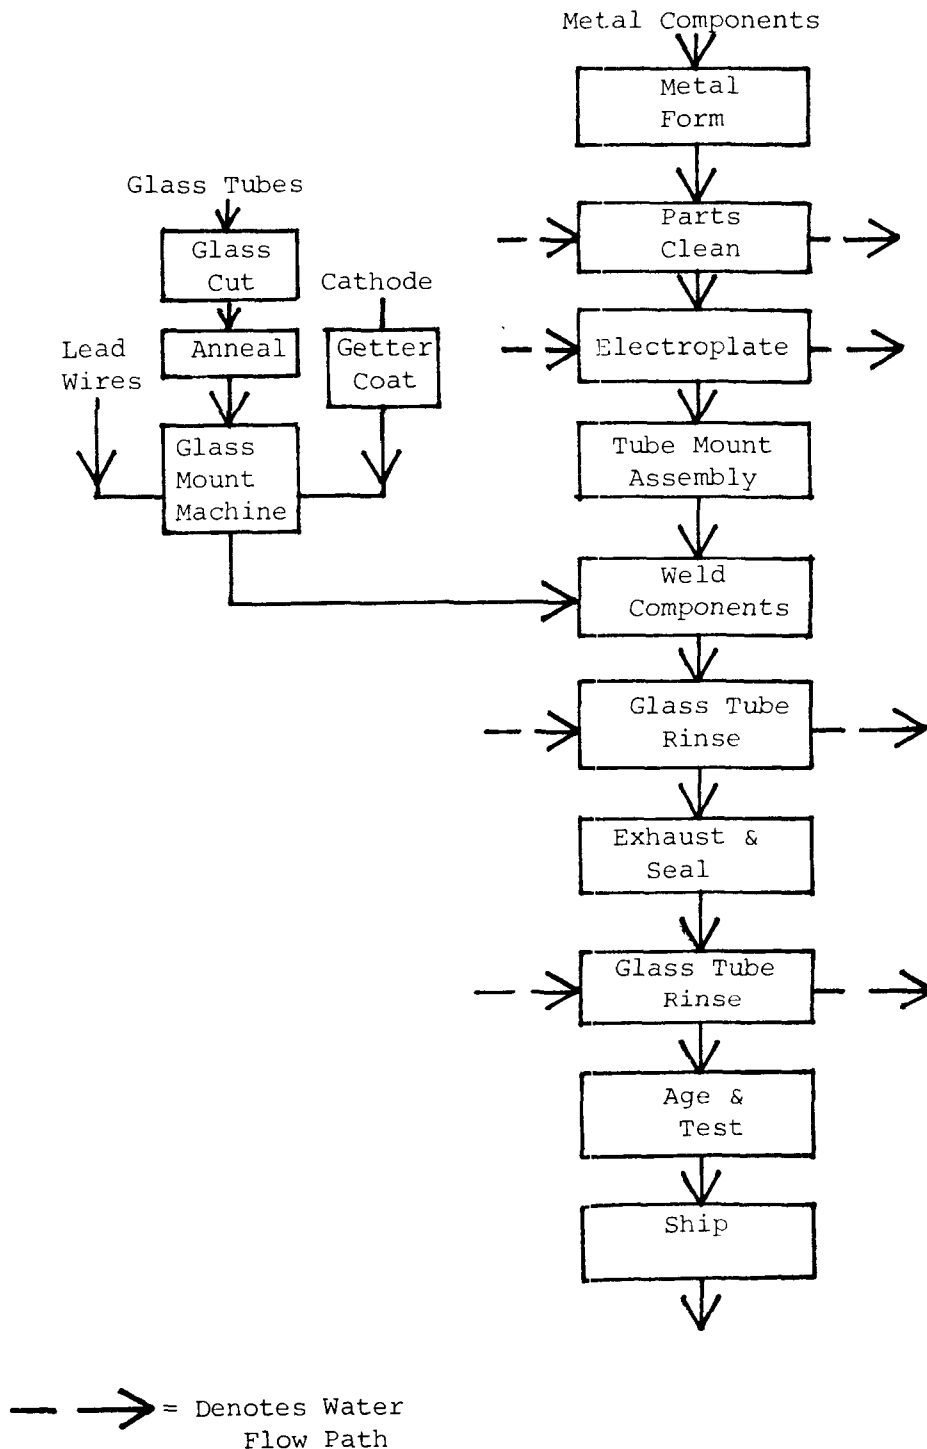 Metal Components
Metal
Form
Glass Tubes
Parts
Clean
Glass
Cut
Cathode
Lead
Wires
Anneal
Getter
Coat
Electroplate
Glass
Mount
Machine
Tube Mount
Assembly
Weld
Components
Glass Tube
Rinse
Exhaust &
Seal
Glass Tube
Rinse
Age &
Test
Ship
= Denotes Water
Flow Path